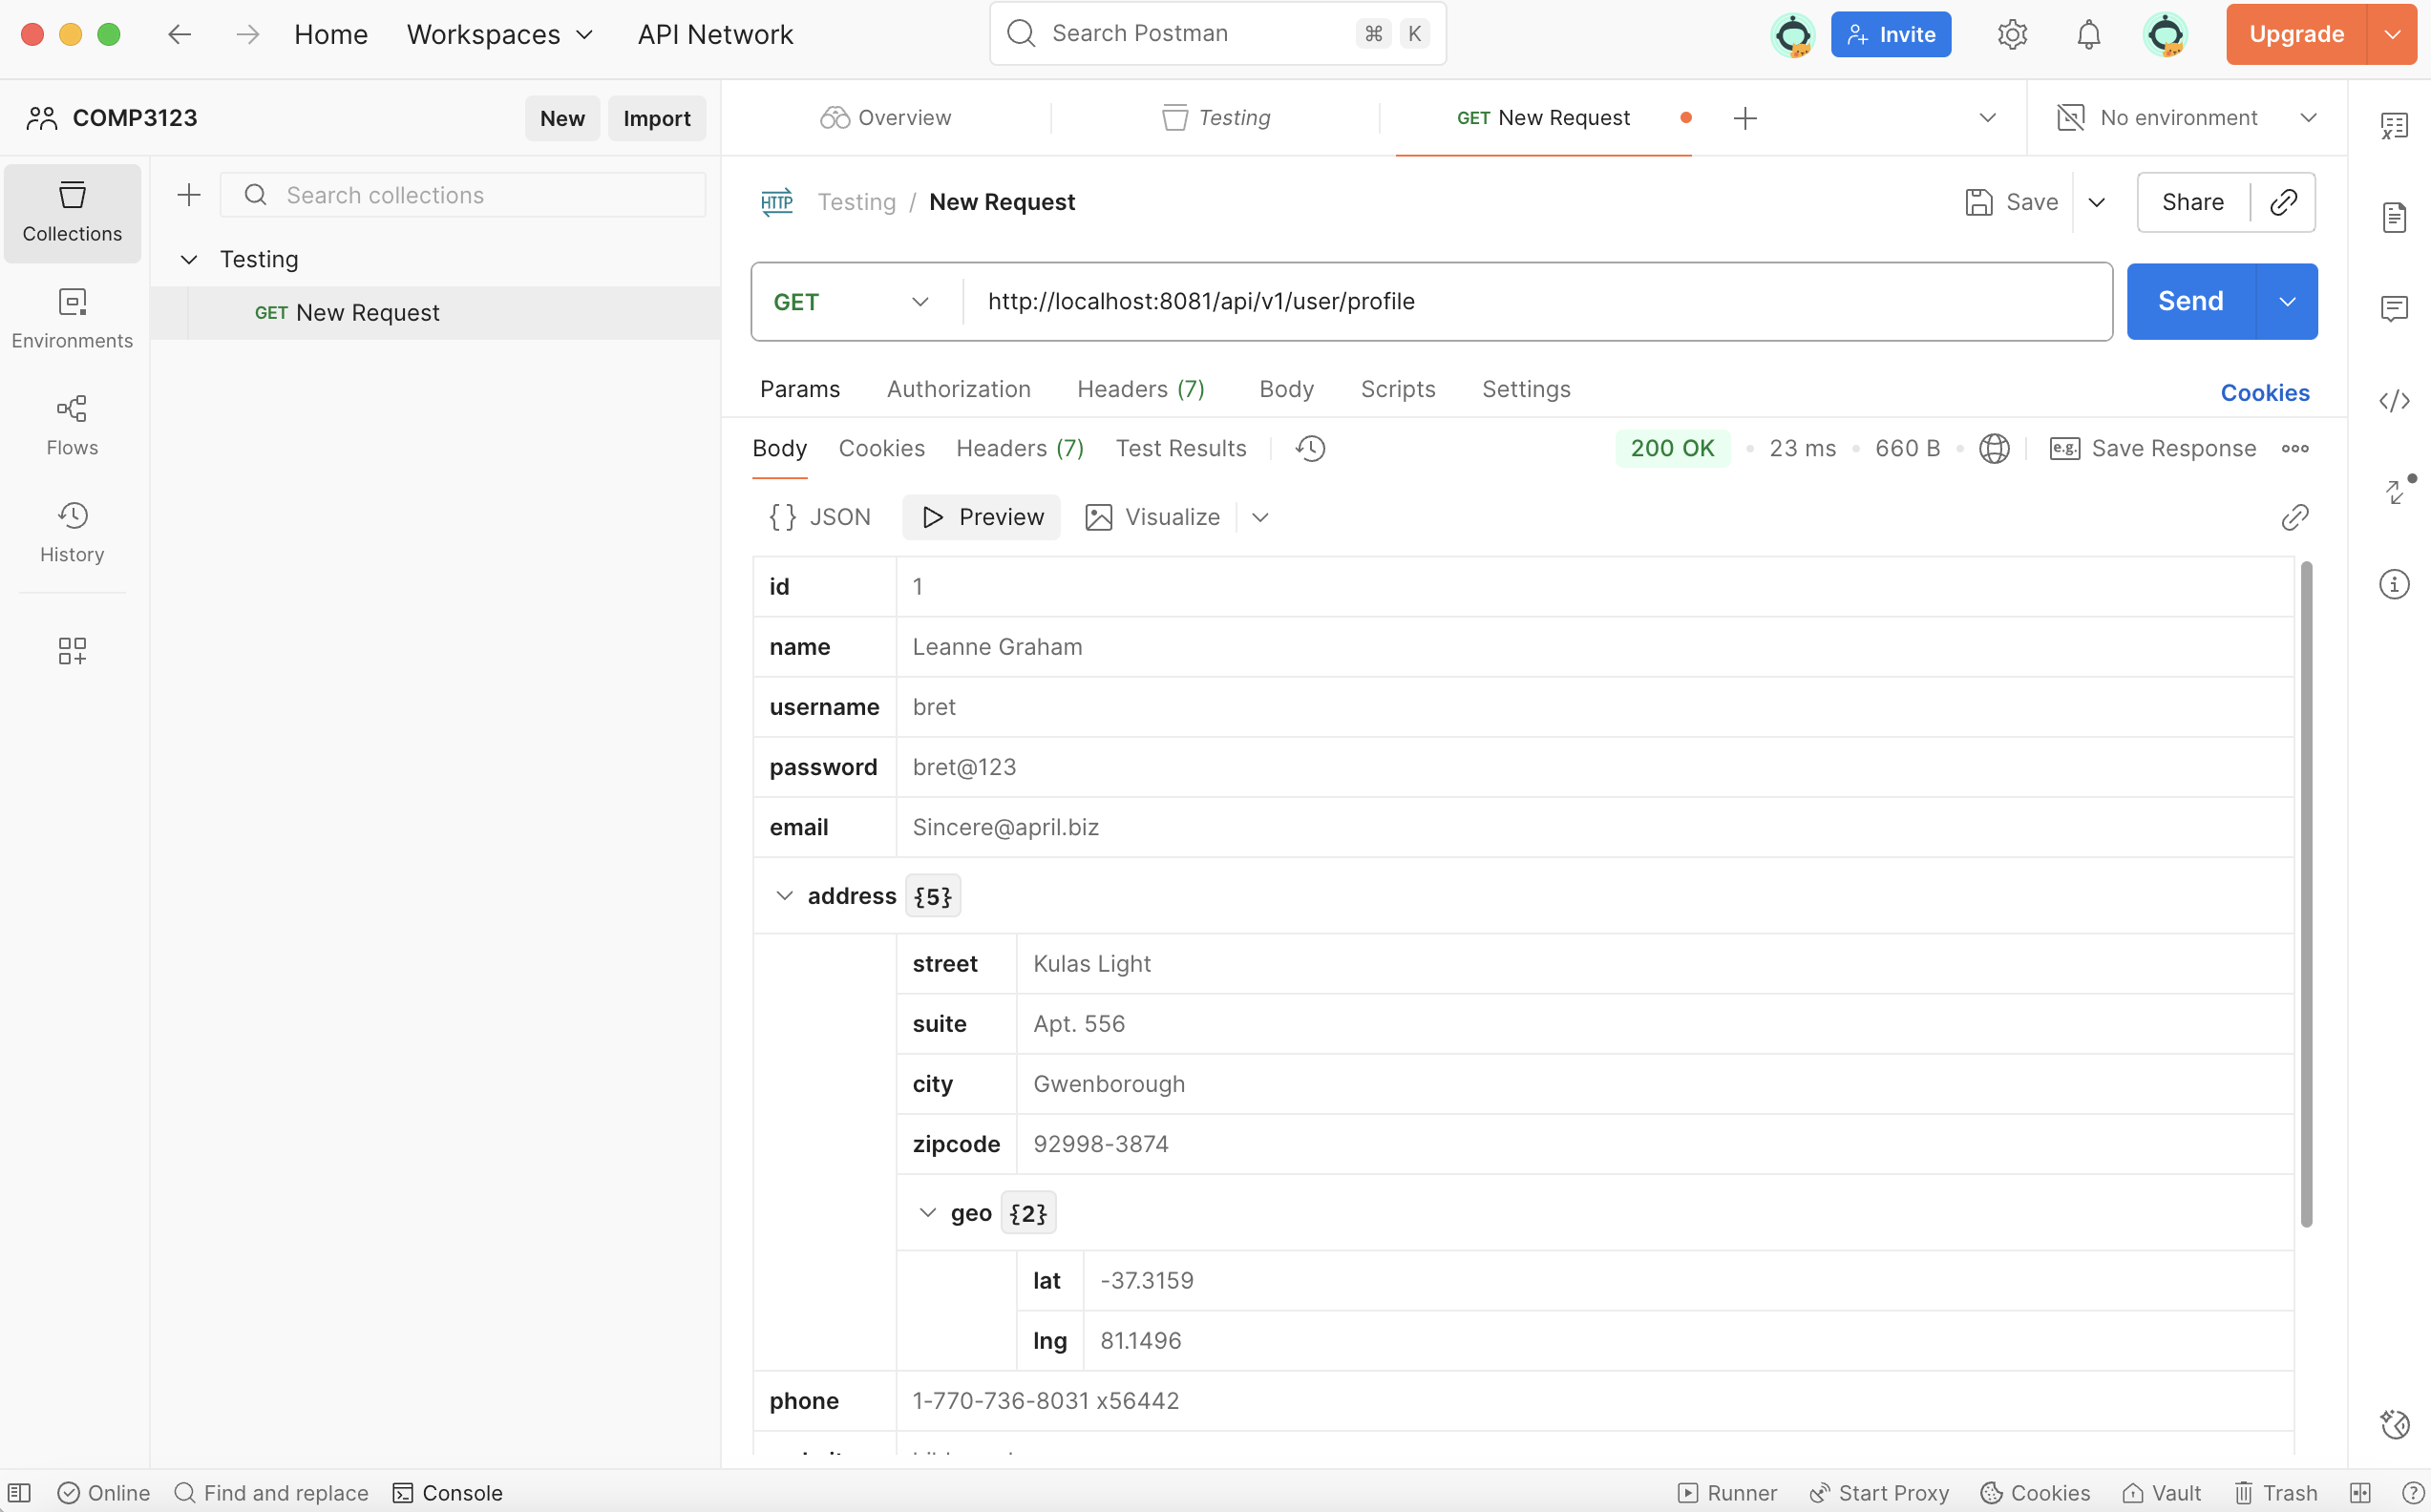 Home Workspaces API Network Search Postman ⌘ K Invite Upgrade
COMP3123 New Import Overview Testing GET New Request No environment
Collections
Environments
Flows
History
Search collections
Testing
GET New Request
HTTP Testing / New Request Save Share
GET http://localhost:8081/api/v1/user/profile Send
Params Authorization Headers (7) Body Scripts Settings Cookies
Body Cookies Headers (7) Test Results 200 OK 23 ms 660 B e.g. Save Response
{} JSON Preview Visualize
id 1
name Leanne Graham
username bret
password bret@123
email Sincere@april.biz
address {5}
street Kulas Light
suite Apt. 556
city Gwenborough
zipcode 92998-3874
geo {2}
lat -37.3159
lng 81.1496
phone 1-770-736-8031 x56442
Online Find and replace Console Runner Start Proxy Cookies Vault Trash